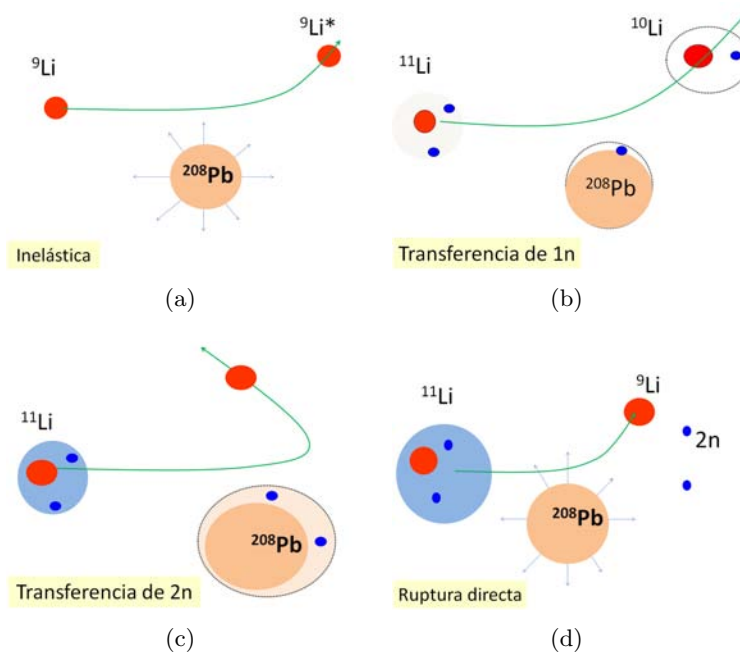 ⁹Li
⁹Li*
²⁰⁸Pb
Inelástica
(a)
¹¹Li
¹⁰Li
²⁰⁸Pb
Transferencia de 1n
(b)
¹¹Li
²⁰⁸Pb
Transferencia de 2n
(c)
¹¹Li
⁹Li
2n
²⁰⁸Pb
Ruptura directa
(d)